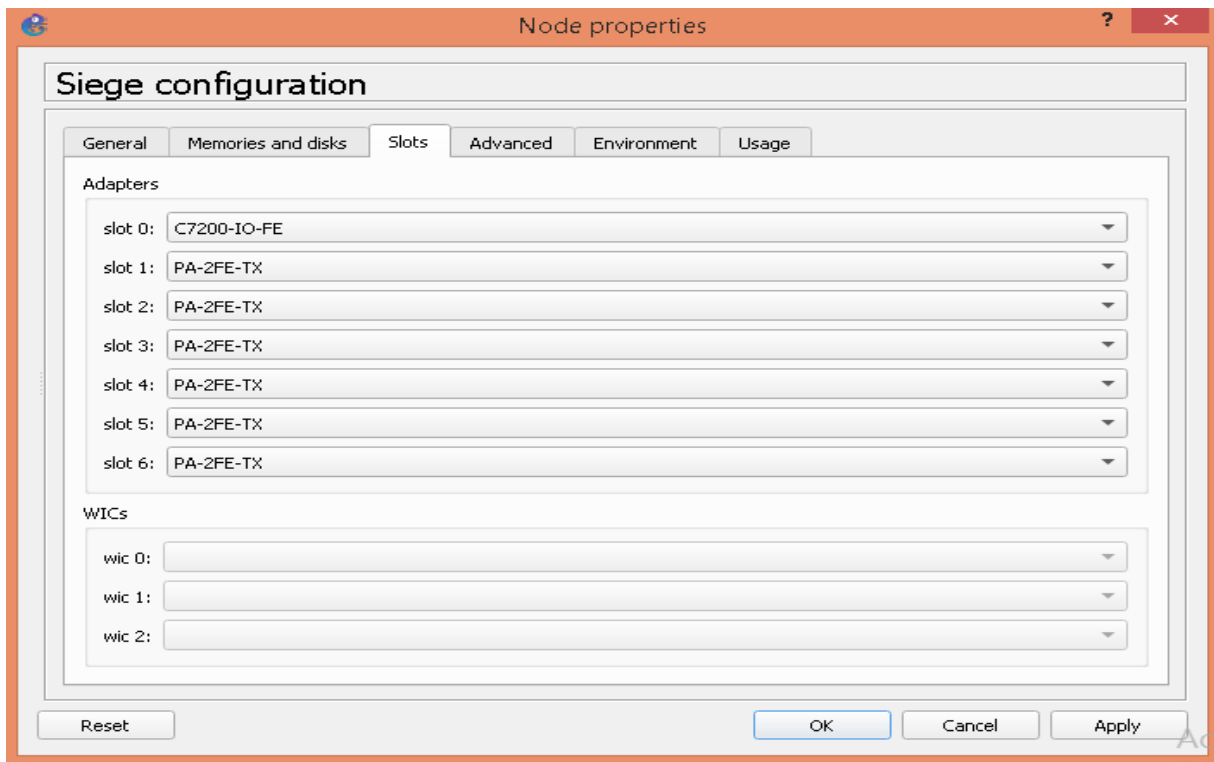 Node properties
?
×
Siege configuration
General Memories and disks Slots Advanced Environment Usage
Adapters
slot 0: C7200-IO-FE
slot 1: PA-2FE-TX
slot 2: PA-2FE-TX
slot 3: PA-2FE-TX
slot 4: PA-2FE-TX
slot 5: PA-2FE-TX
slot 6: PA-2FE-TX
WICs
wic 0:
wic 1:
wic 2:
Reset OK Cancel Apply